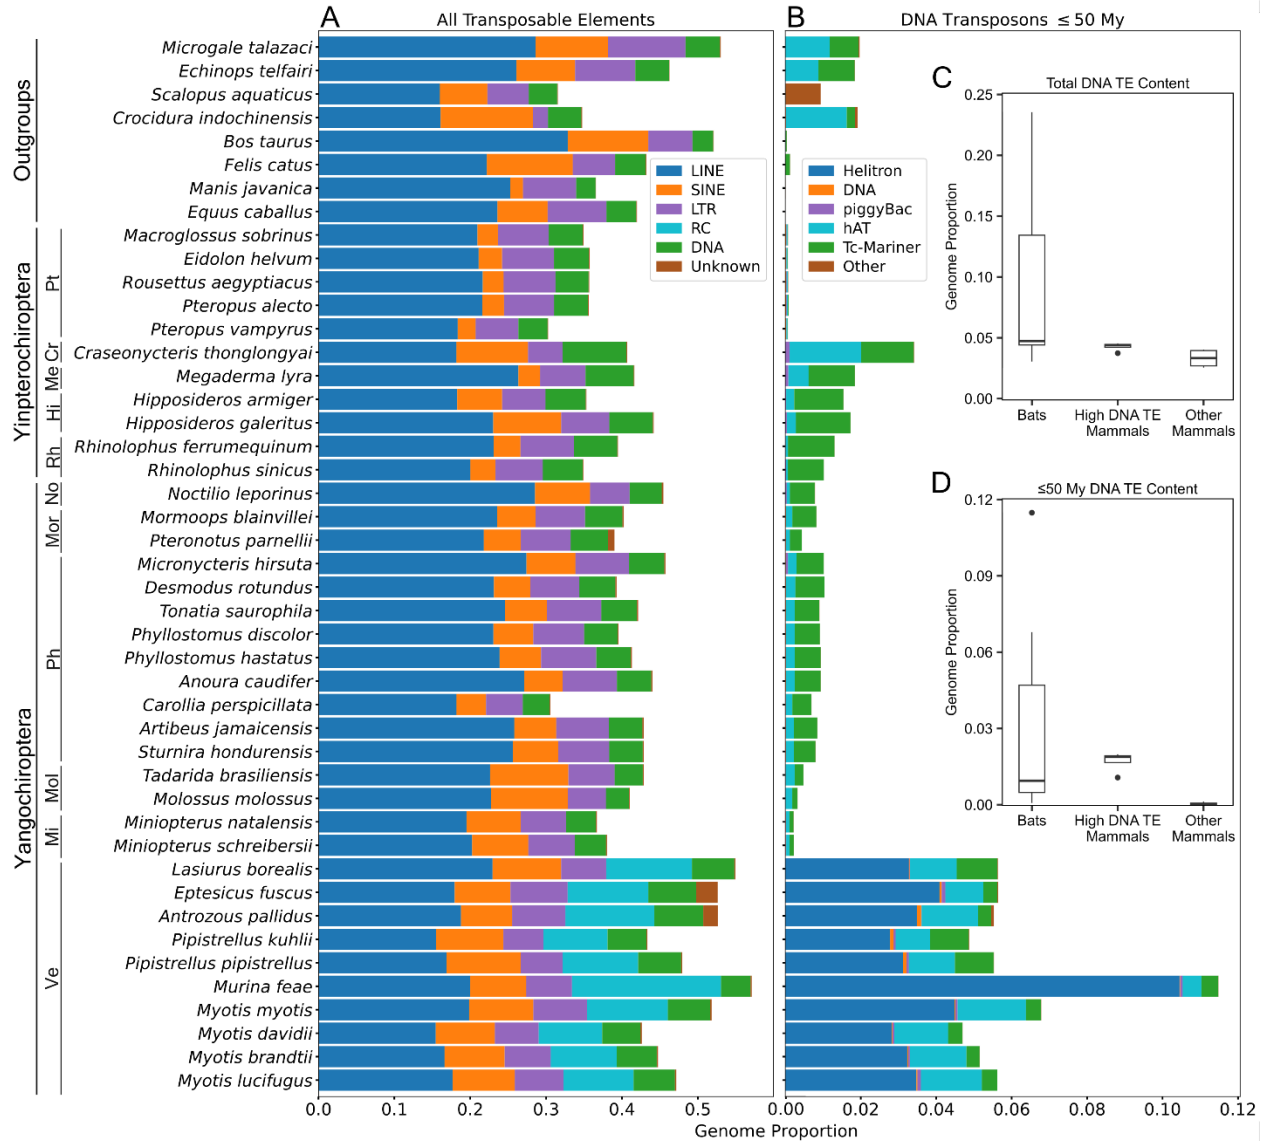 A
All Transposable Elements
B
DNA Transposons ≤ 50 My
Outgroups
Yinpterochiroptera
Yangochiroptera
Pt
Cr
Me
Hi
Rh
No
Mor
Ph
Mol
Mi
Ve
Microgale talazaci
Echinops telfairi
Scalopus aquaticus
Crocidura indochinensis
Bos taurus
Felis catus
Manis javanica
Equus caballus
Macroglossus sobrinus
Eidolon helvum
Rousettus aegyptiacus
Pteropus alecto
Pteropus vampyrus
Craseonycteris thonglongyai
Megaderma lyra
Hipposideros armiger
Hipposideros galeritus
Rhinolophus ferrumequinum
Rhinolophus sinicus
Noctilio leporinus
Mormoops blainvillei
Pteronotus parnellii
Micronycteris hirsuta
Desmodus rotundus
Tonatia saurophila
Phyllostomus discolor
Phyllostomus hastatus
Anoura caudifer
Carollia perspicillata
Artibeus jamaicensis
Sturnira hondurensis
Tadarida brasiliensis
Molossus molossus
Miniopterus natalensis
Miniopterus schreibersii
Lasiurus borealis
Eptesicus fuscus
Antrozous pallidus
Pipistrellus kuhlii
Pipistrellus pipistrellus
Murina feae
Myotis myotis
Myotis davidii
Myotis brandtii
Myotis lucifugus
LINE
SINE
LTR
RC
DNA
Unknown
Helitron
DNA
piggyBac
hAT
Tc-Mariner
Other
C
Total DNA TE Content
Genome Proportion
0.25
0.20
0.15
0.10
0.05
0.00
Bats
High DNA TE
Mammals
Other
Mammals
D
≤50 My DNA TE Content
Genome Proportion
0.12
0.09
0.06
0.03
0.00
Bats
High DNA TE
Mammals
Other
Mammals
0.0 0.1 0.2 0.3 0.4 0.5 0.00 0.02 0.04 0.06 0.08 0.10 0.12
Genome Proportion